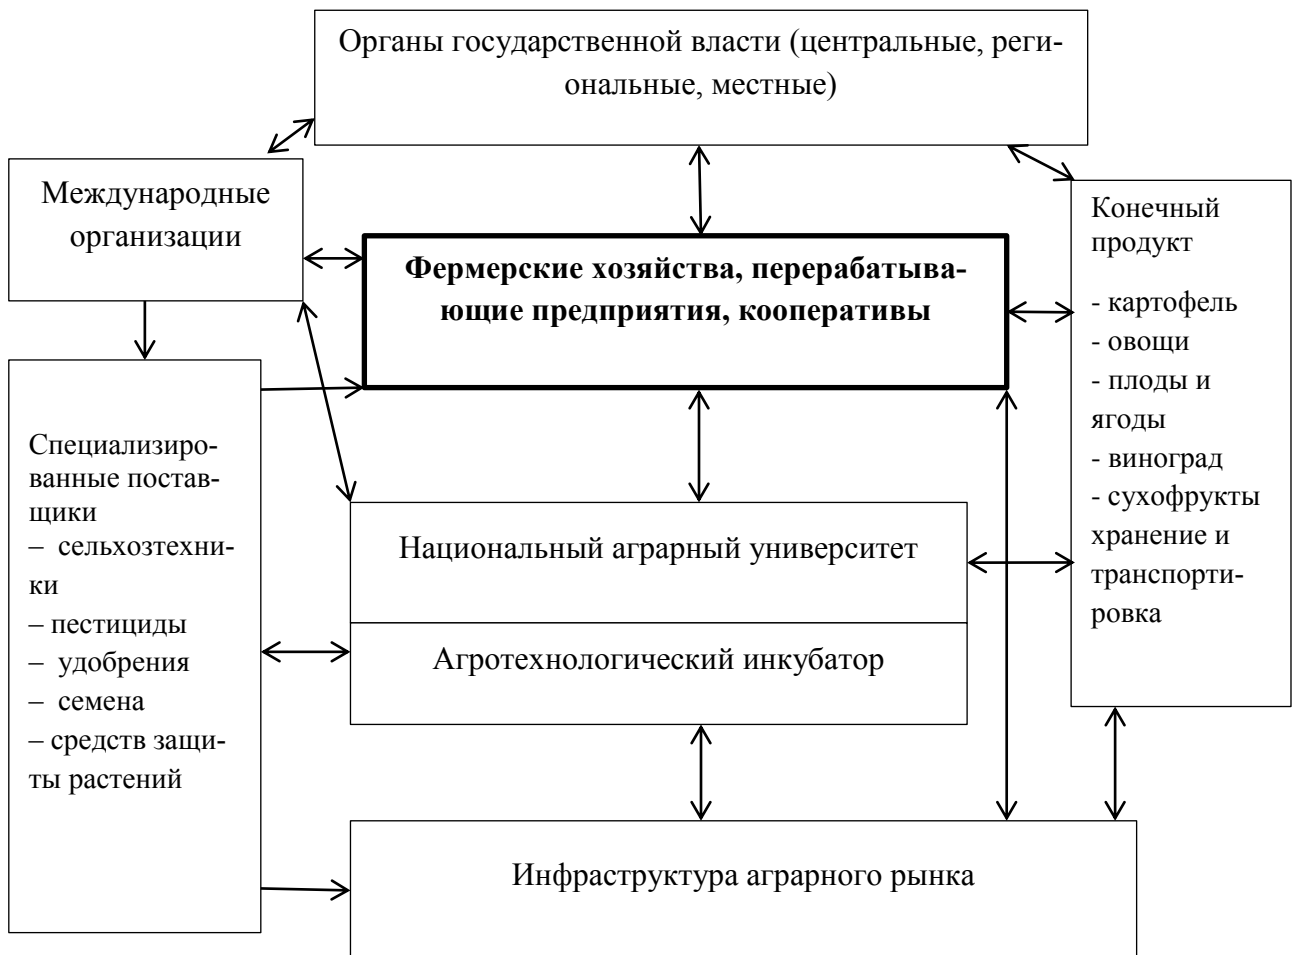 Органы государственной власти (центральные, реги-
ональные, местные)
Международные
организации
Фермерские хозяйства, перерабатыва-
ющие предприятия, кооперативы
Конечный
продукт
- картофель
- овощи
- плоды и
ягоды
- виноград
- сухофрукты
хранение и
транспорти-
ровка
Специализиро-
ванные постав-
щики
– сельхозтехни-
ки
– пестициды
– удобрения
– семена
– средств защи-
ты растений
Национальный аграрный университет
Агротехнологический инкубатор
Инфраструктура аграрного рынка